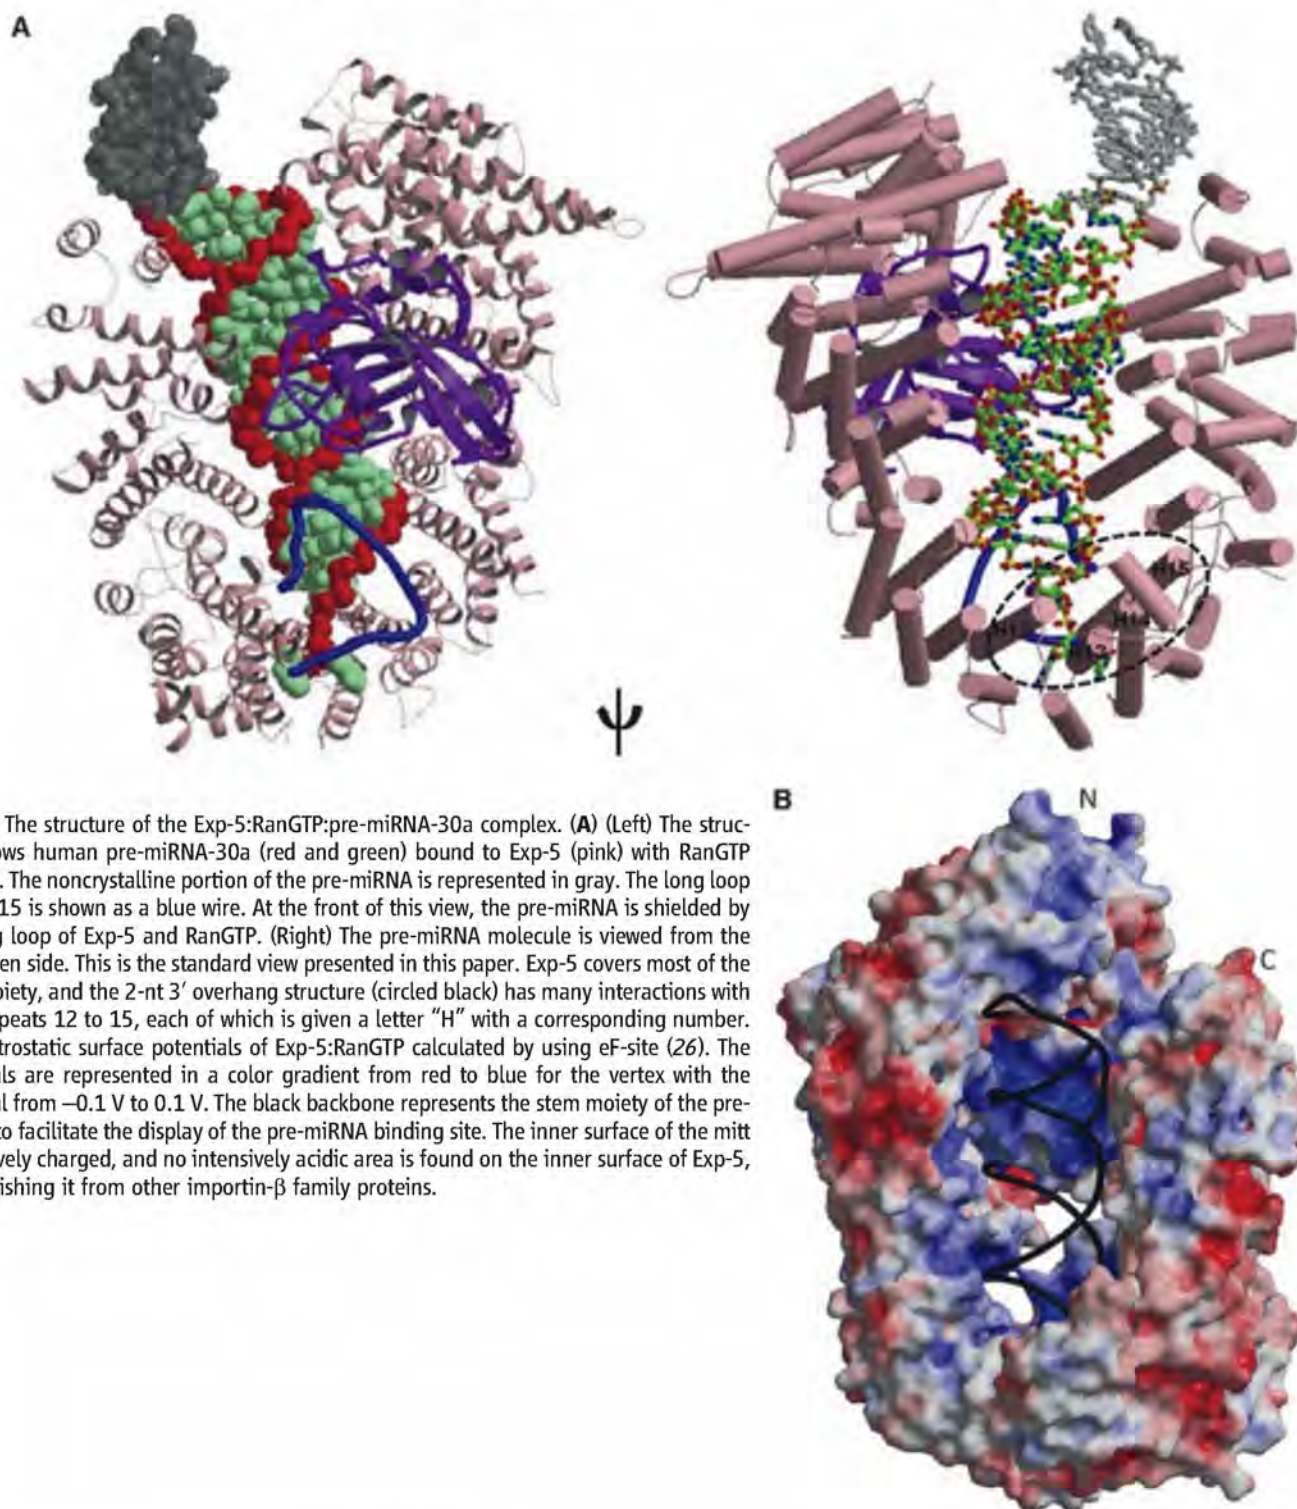 A
H15
H14
B
N
C
The structure of the Exp-5:RanGTP:pre-miRNA-30a complex. (A) (Left) The struc-
ows human pre-miRNA-30a (red and green) bound to Exp-5 (pink) with RanGTP
. The noncrystalline portion of the pre-miRNA is represented in gray. The long loop
15 is shown as a blue wire. At the front of this view, the pre-miRNA is shielded by
g loop of Exp-5 and RanGTP. (Right) The pre-miRNA molecule is viewed from the
en side. This is the standard view presented in this paper. Exp-5 covers most of the
oiety, and the 2-nt 3′ overhang structure (circled black) has many interactions with
peats 12 to 15, each of which is given a letter “H” with a corresponding number.
trostatic surface potentials of Exp-5:RanGTP calculated by using eF-site (26). The
ls are represented in a color gradient from red to blue for the vertex with the
l from −0.1 V to 0.1 V. The black backbone represents the stem moiety of the pre-
to facilitate the display of the pre-miRNA binding site. The inner surface of the mitt
vely charged, and no intensively acidic area is found on the inner surface of Exp-5,
ishing it from other importin-β family proteins.